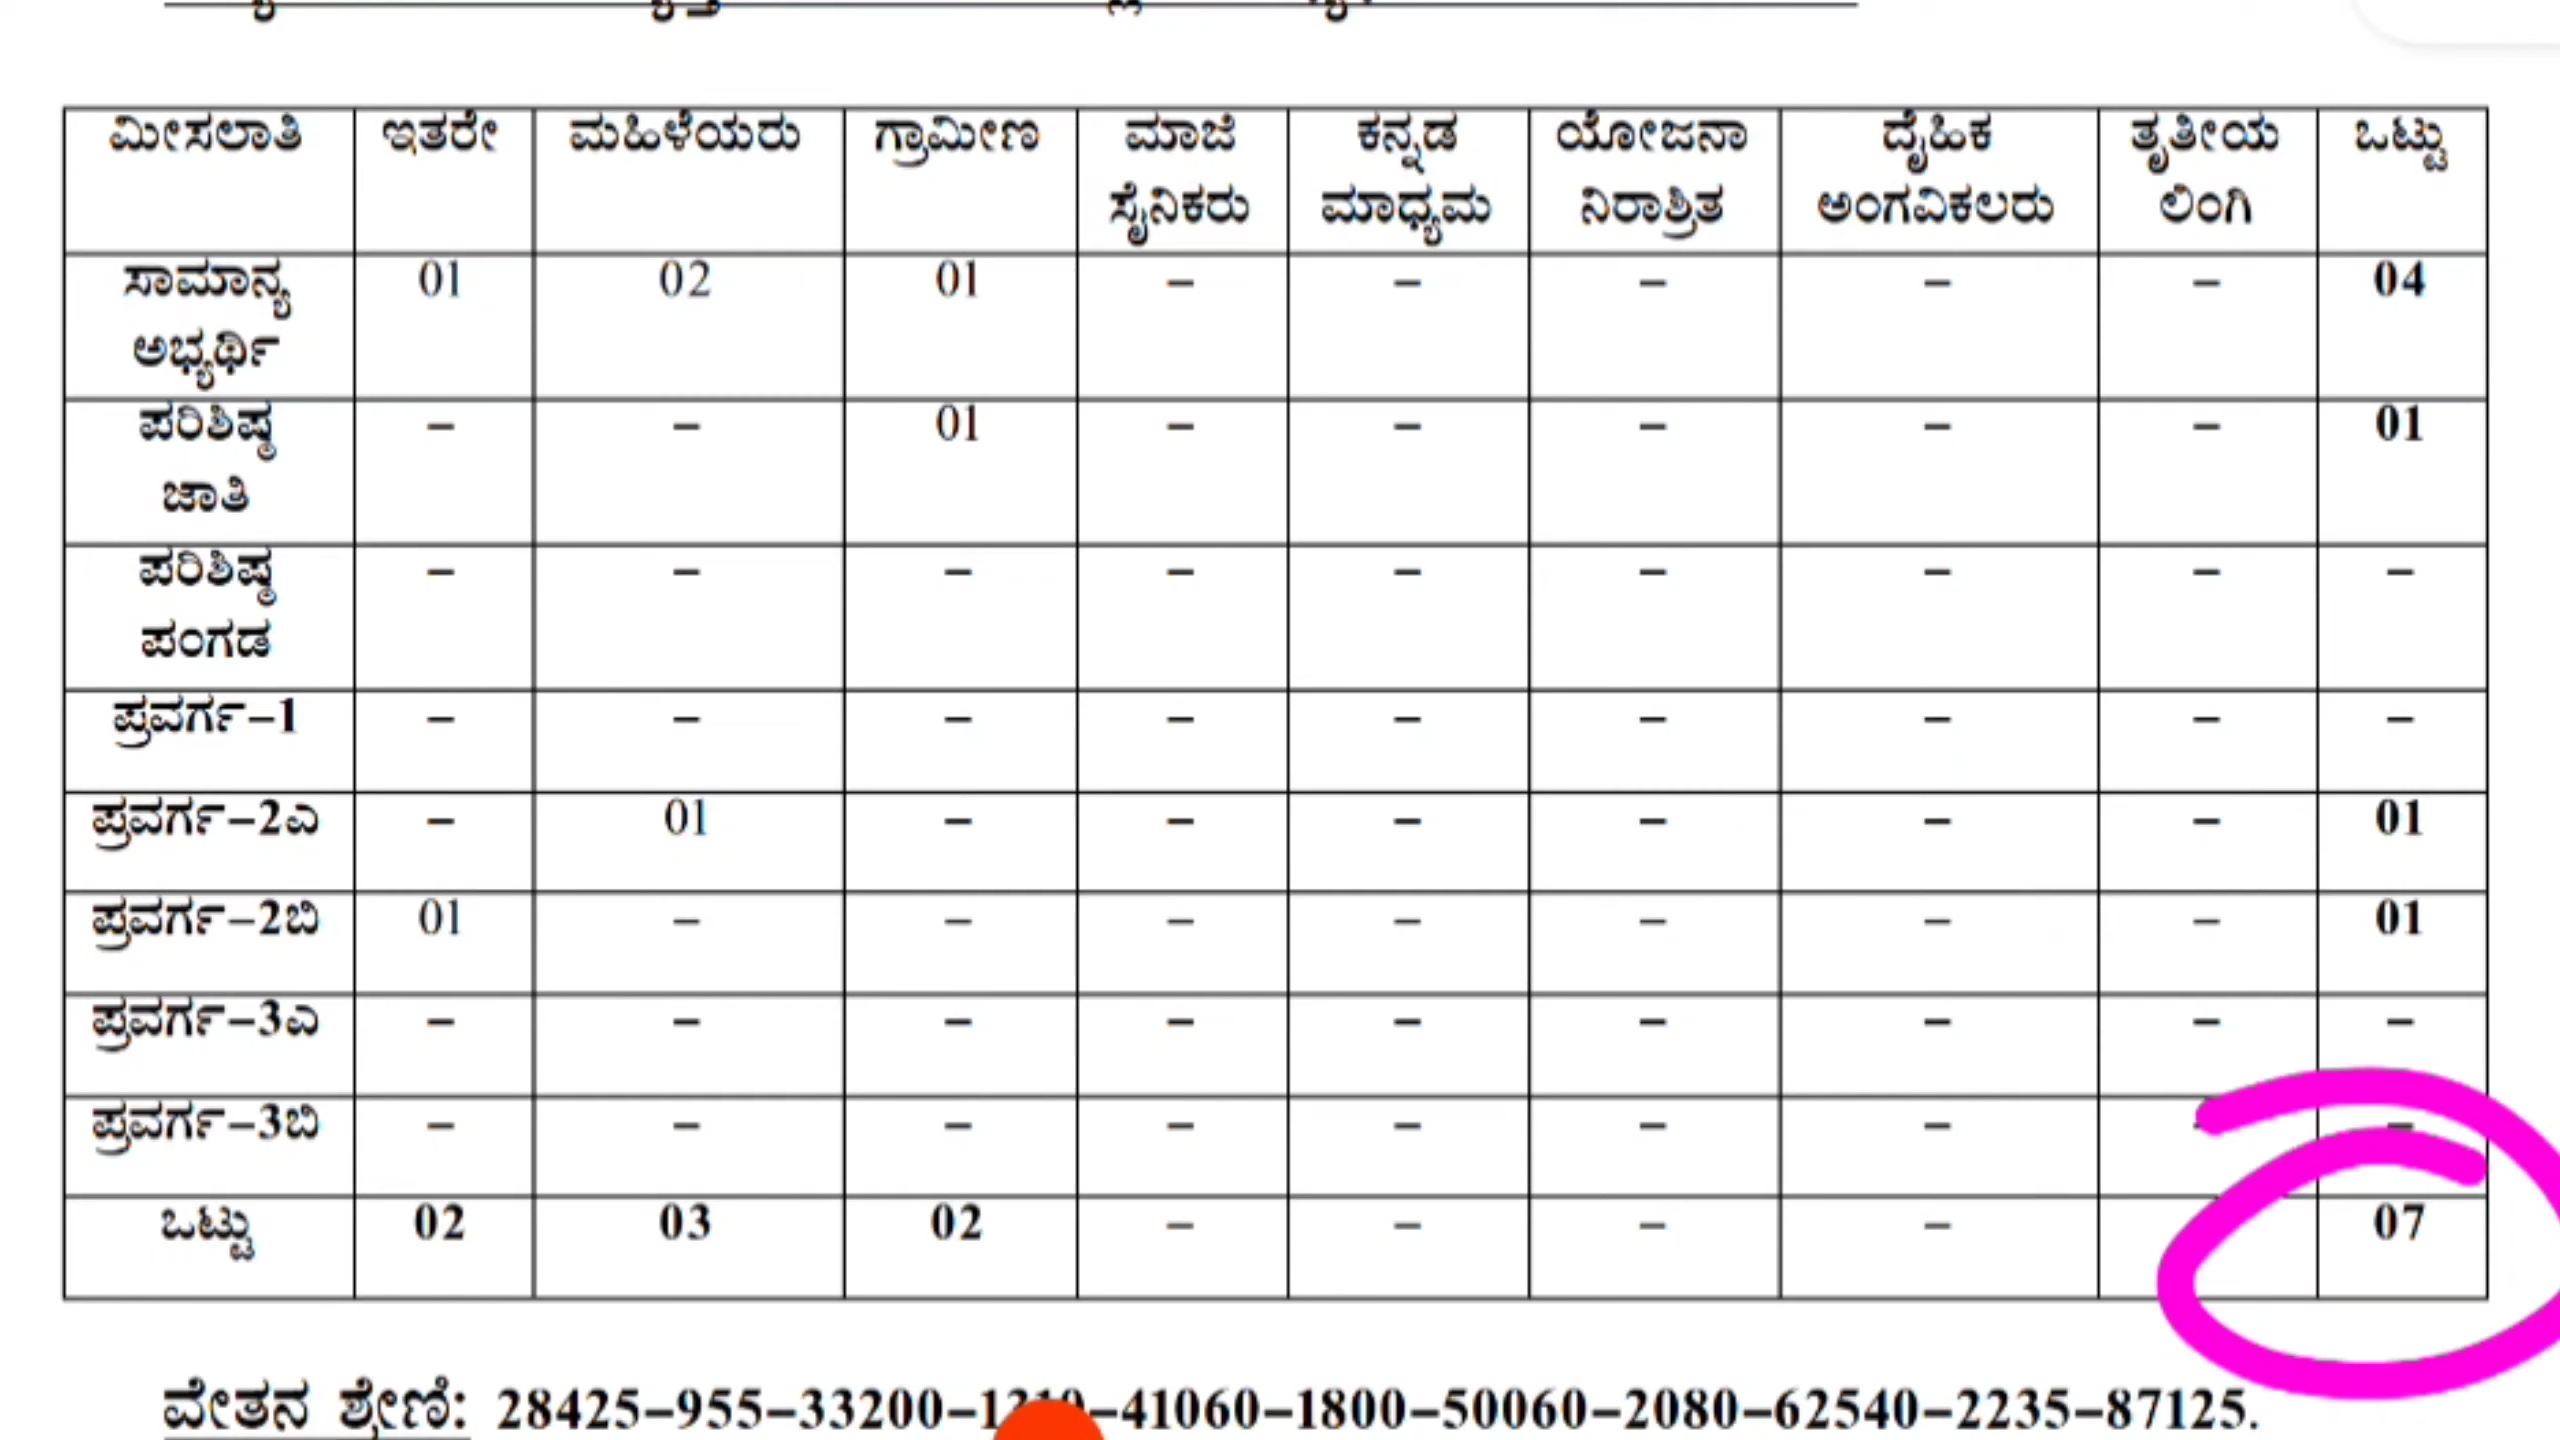 ಮೀಸಲಾತಿ ಇತರೇ ಮಹಿಳೆಯರು ಗ್ರಾಮೀಣ ಮಾಜಿ ಸೈನಿಕರು ಕನ್ನಡ ಮಾಧ್ಯಮ ಯೋಜನಾ ನಿರಾಶ್ರಿತ ದೈಹಿಕ ಅಂಗವಿಕಲರು ತೃತೀಯ ಲಿಂಗಿ ಒಟ್ಟು
ಸಾಮಾನ್ಯ ಅಭ್ಯರ್ಥಿ 01 02 01 – – – – – 04
ಪರಿಶಿಷ್ಠ ಜಾತಿ – – 01 – – – – – 01
ಪರಿಶಿಷ್ಠ ಪಂಗಡ – – – – – – – – –
ಪ್ರವರ್ಗ–1 – – – – – – – – –
ಪ್ರವರ್ಗ–2ಎ – 01 – – – – – – 01
ಪ್ರವರ್ಗ–2ಬಿ 01 – – – – – – – 01
ಪ್ರವರ್ಗ–3ಎ – – – – – – – – –
ಪ್ರವರ್ಗ–3ಬಿ – – – – – – – – –
ಒಟ್ಟು 02 03 02 – – – – 07
ವೇತನ ಶ್ರೇಣಿ: 28425–955–33200– –41060–1800–50060–2080–62540–2235–87125.